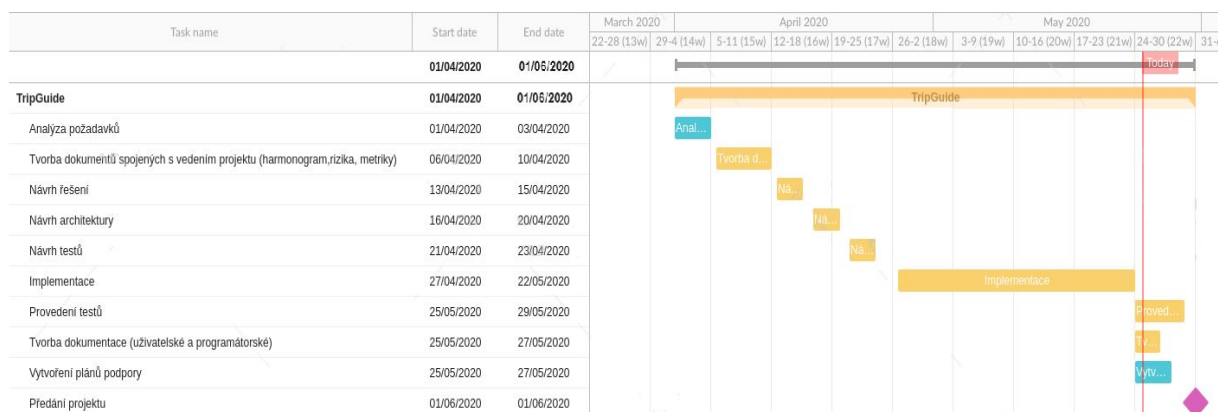 Task name Start date End date March 2020 April 2020 May 2020
22-28 (13w) 29-4 (14w) 5-11 (15w) 12-18 (16w) 19-25 (17w) 26-2 (18w) 3-9 (19w) 10-16 (20w) 17-23 (21w) 24-30 (22w)
01/04/2020 01/06/2020 Today
TripGuide 01/04/2020 01/06/2020 TripGuide
Analýza požadavků 01/04/2020 03/04/2020 Anal...
Tvorba dokumentů spojených s vedením projektu (harmonogram,rizika, metriky) 06/04/2020 10/04/2020 Tvorba d...
Návrh řešení 13/04/2020 15/04/2020 Ná...
Návrh architektury 16/04/2020 20/04/2020 Ná...
Návrh testů 21/04/2020 23/04/2020 Ná...
Implementace 27/04/2020 22/05/2020 Implementace
Provedení testů 25/05/2020 29/05/2020 Proved...
Tvorba dokumentace (uživatelské a programátorské) 25/05/2020 27/05/2020 Tv...
Vytvoření plánů podpory 25/05/2020 27/05/2020 Vytv...
Předání projektu 01/06/2020 01/06/2020